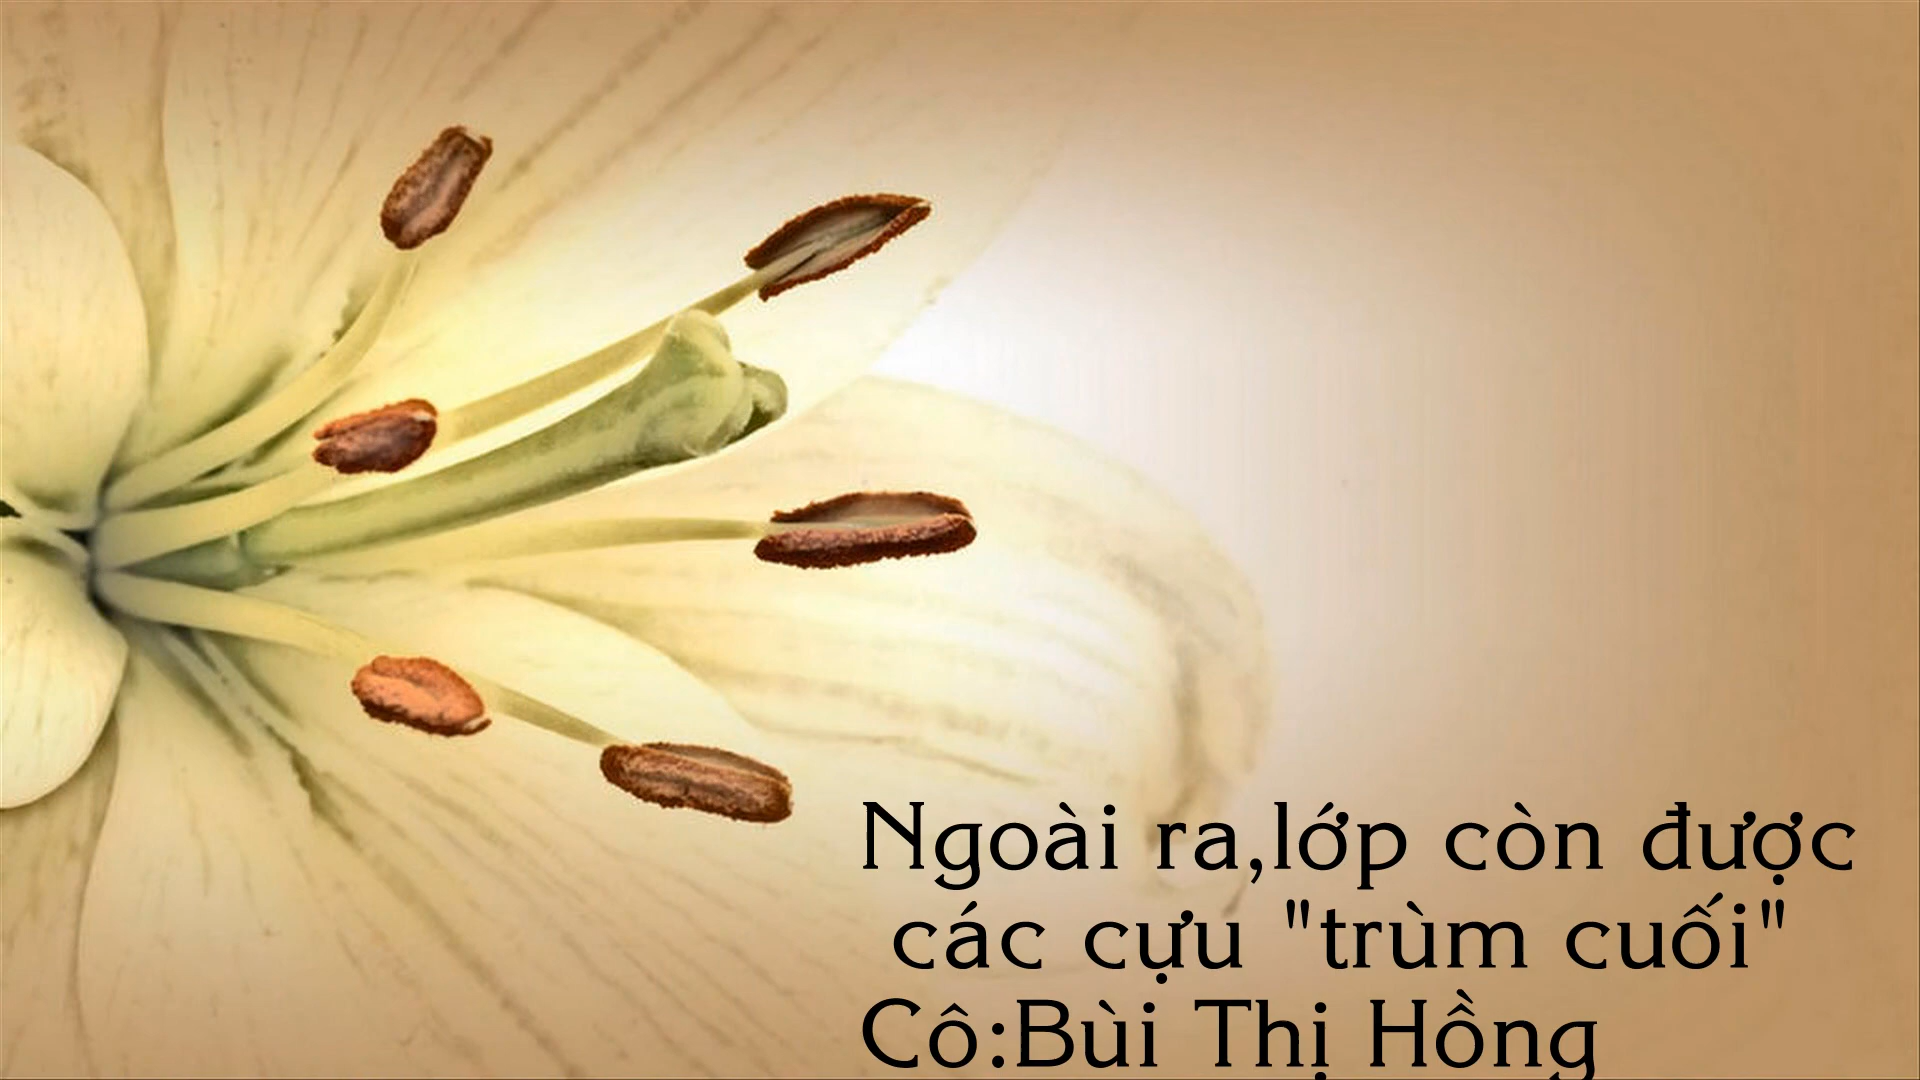 Ngoài ra,lớp còn được
các cựu "trùm cuối"
Cô:Bùi Thị Hồng